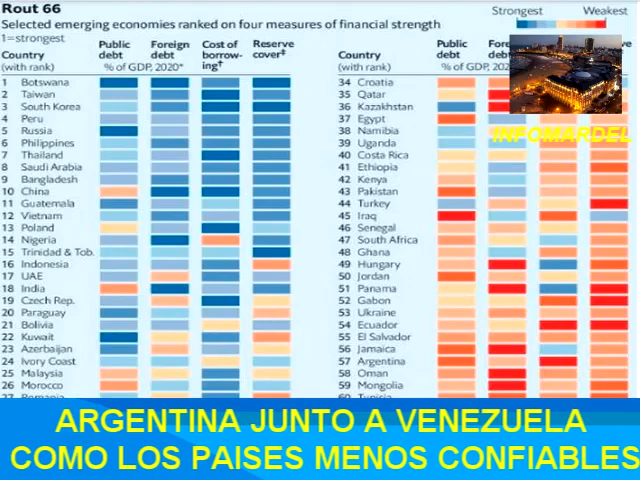 Rout 66
Selected emerging economies ranked on four measures of financial strength
1=strongest
Strongest Weakest
Country
(with rank)
Public
debt
Foreign
debt
% of GDP, 2020*
Cost of
borrow-
ing†
Reserve
cover‡
1 Botswana
2 Taiwan
3 South Korea
4 Peru
5 Russia
6 Philippines
7 Thailand
8 Saudi Arabia
9 Bangladesh
10 China
11 Guatemala
12 Vietnam
13 Poland
14 Nigeria
15 Trinidad & Tob.
16 Indonesia
17 UAE
18 India
19 Czech Rep.
20 Paraguay
21 Bolivia
22 Kuwait
23 Azerbaijan
24 Ivory Coast
25 Malaysia
26 Morocco
27 Romania
Country
(with rank)
Public
debt
% of GDP, 202
34 Croatia
35 Qatar
36 Kazakhstan
37 Egypt
38 Namibia
39 Uganda
40 Costa Rica
41 Ethiopia
42 Kenya
43 Pakistan
44 Turkey
45 Iraq
46 Senegal
47 South Africa
48 Ghana
49 Hungary
50 Jordan
51 Panama
52 Gabon
53 Ukraine
54 Ecuador
55 El Salvador
56 Jamaica
57 Argentina
58 Oman
59 Mongolia
60 Tunisia
INFOMARDEL
ARGENTINA JUNTO A VENEZUELA
COMO LOS PAISES MENOS CONFIABLES